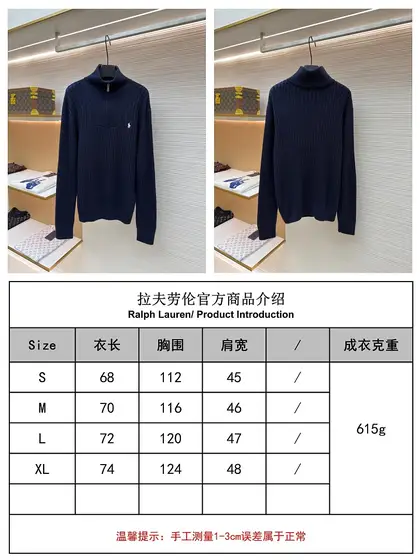 拉夫劳伦官方商品介绍
Ralph Lauren/ Product Introduction
Size 衣长 胸围 肩宽 / 成衣克重
S 68 112 45 /
M 70 116 46 /
L 72 120 47 /
XL 74 124 48 /
615g
温馨提示：手工测量1-3cm误差属于正常